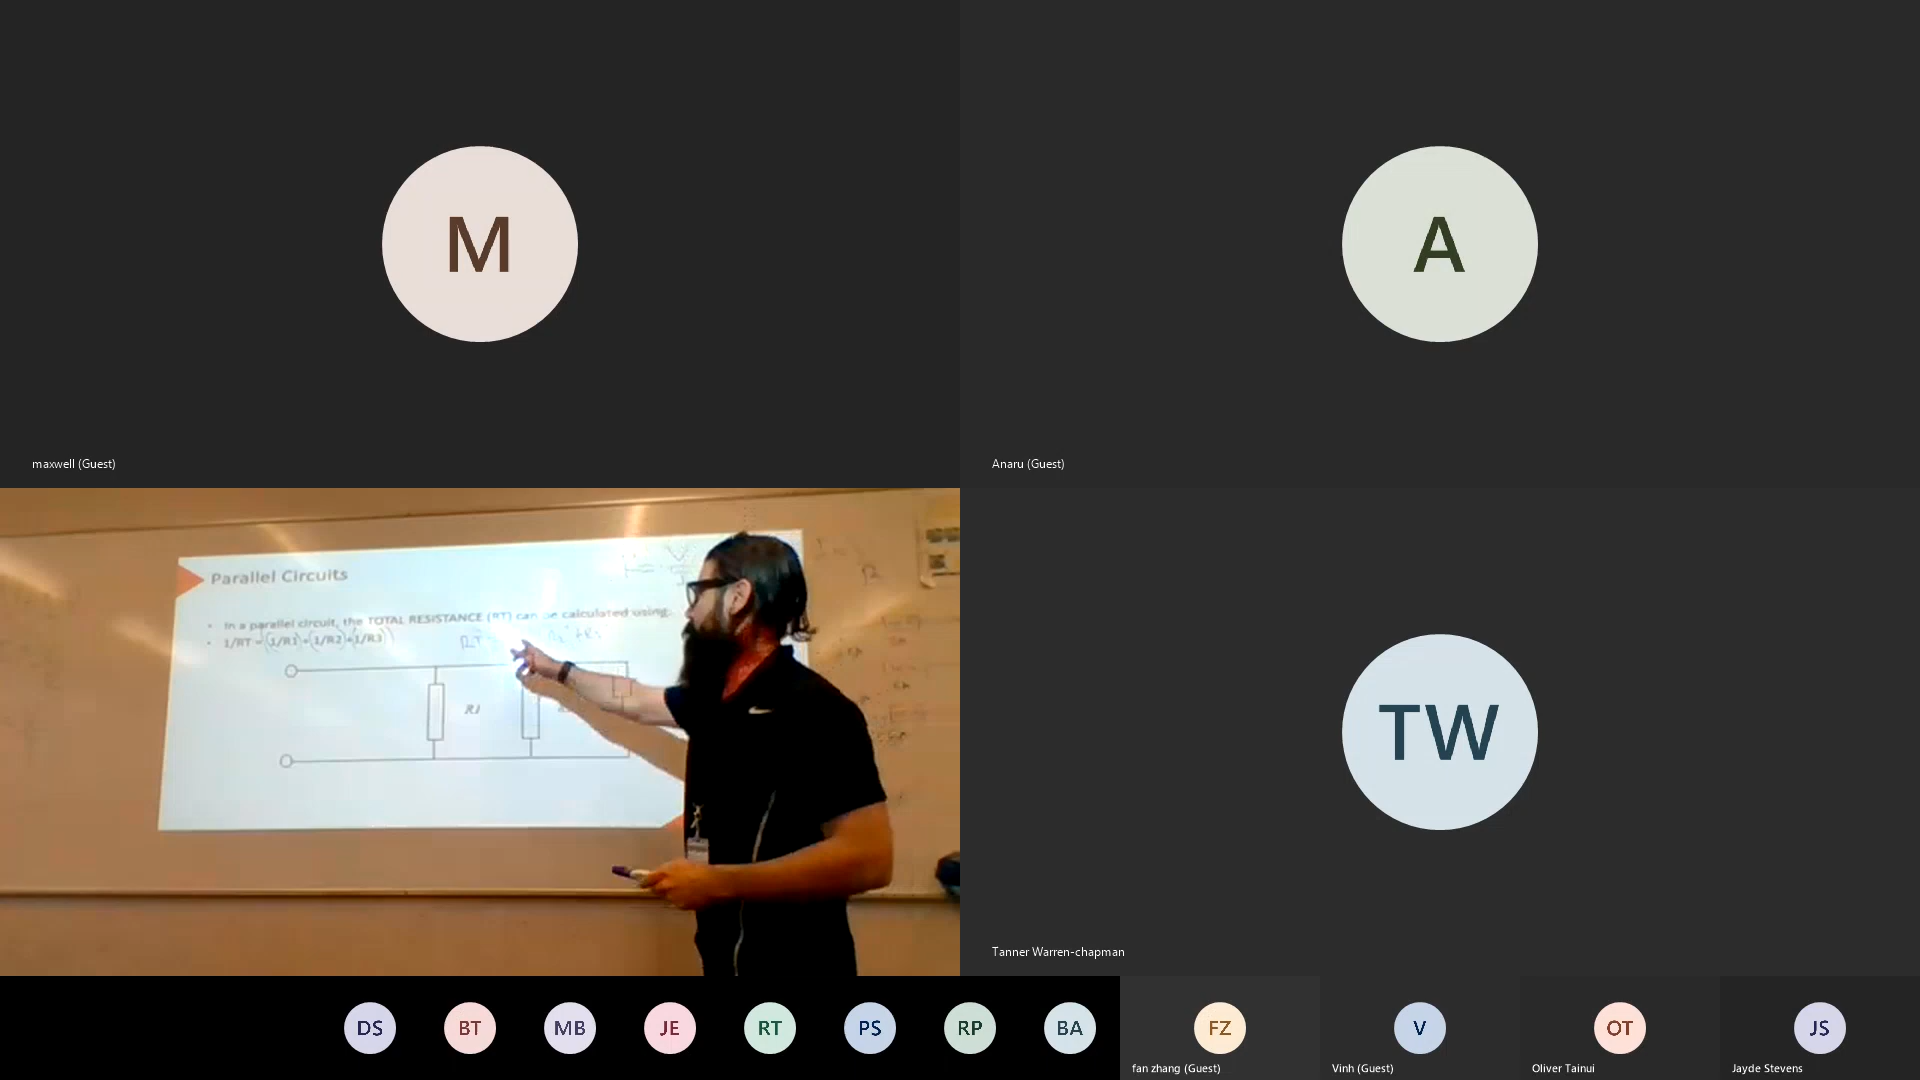 M
maxwell (Guest)
A
Anaru (Guest)
Parallel Circuits
• In a parallel circuit, the TOTAL RESISTANCE (RT) can be calculated using:
• 1/RT = (1/R1)+(1/R2)+(1/R3)
RT
R1
TW
Tanner Warren-chapman
DS
BT
MB
JE
RT
PS
RP
BA
FZ
fan zhang (Guest)
V
Vinh (Guest)
OT
Oliver Tainui
JS
Jayde Stevens